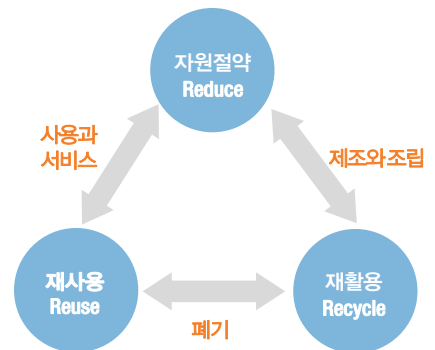 자원절약
Reduce
사용과
서비스
제조와 조립
재사용
Reuse
재활용
Recycle
폐기